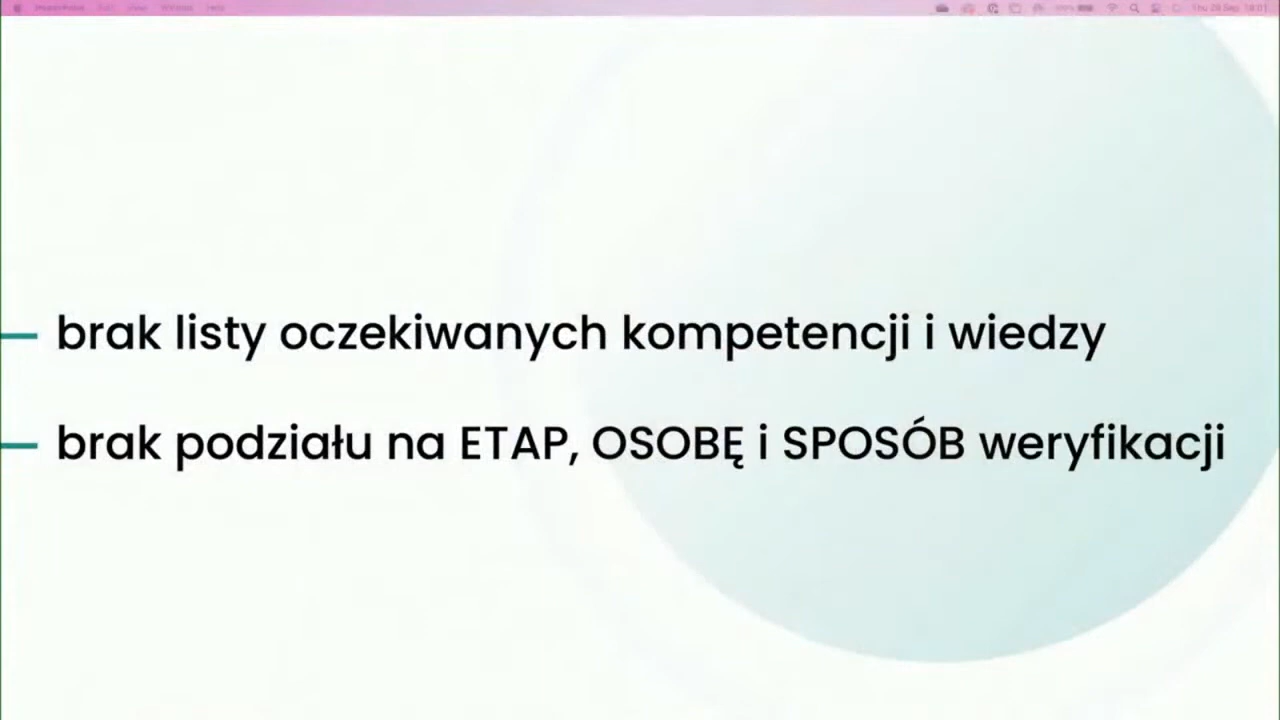 brak listy oczekiwanych kompetencji i wiedzy
brak podziału na ETAP, OSOBĘ i SPOSÓB weryfikacji